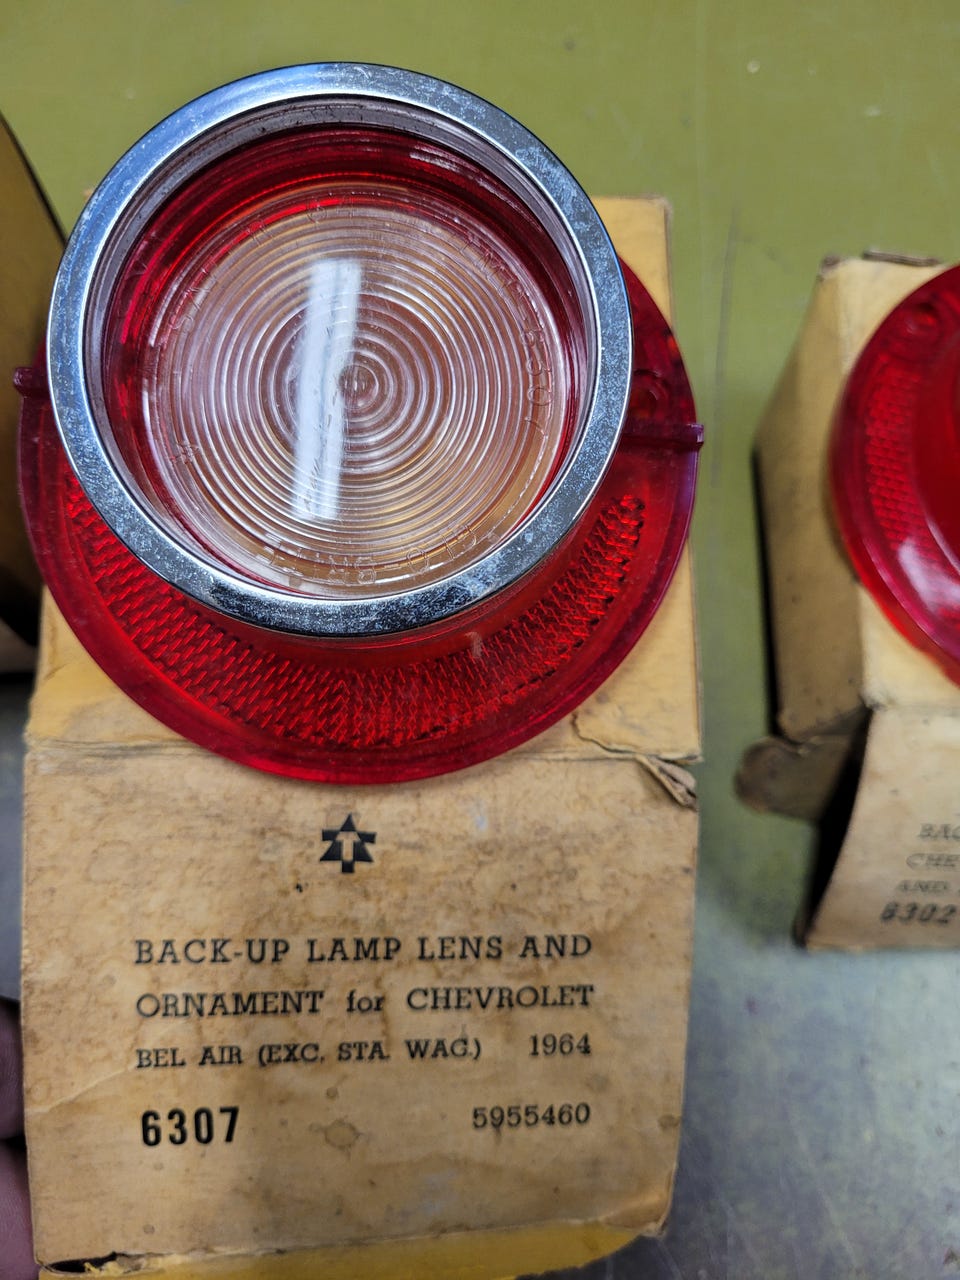 T
BACK-UP LAMP LENS AND
ORNAMENT for CHEVROLET
BEL AIR (EXC. STA. WAG.) 1964
6307 5955460
6302